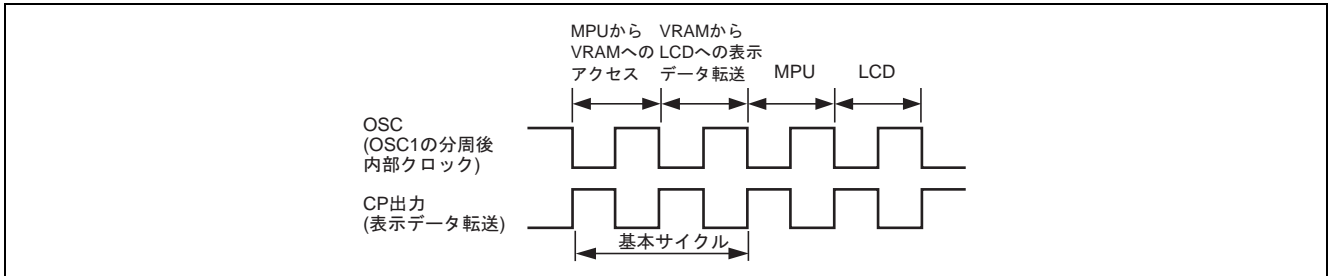 MPUから VRAMから
VRAMへの LCDへの表示
アクセス データ転送 MPU LCD
OSC
(OSC1の分周後
内部クロック)
CP出力
(表示データ転送)
基本サイクル